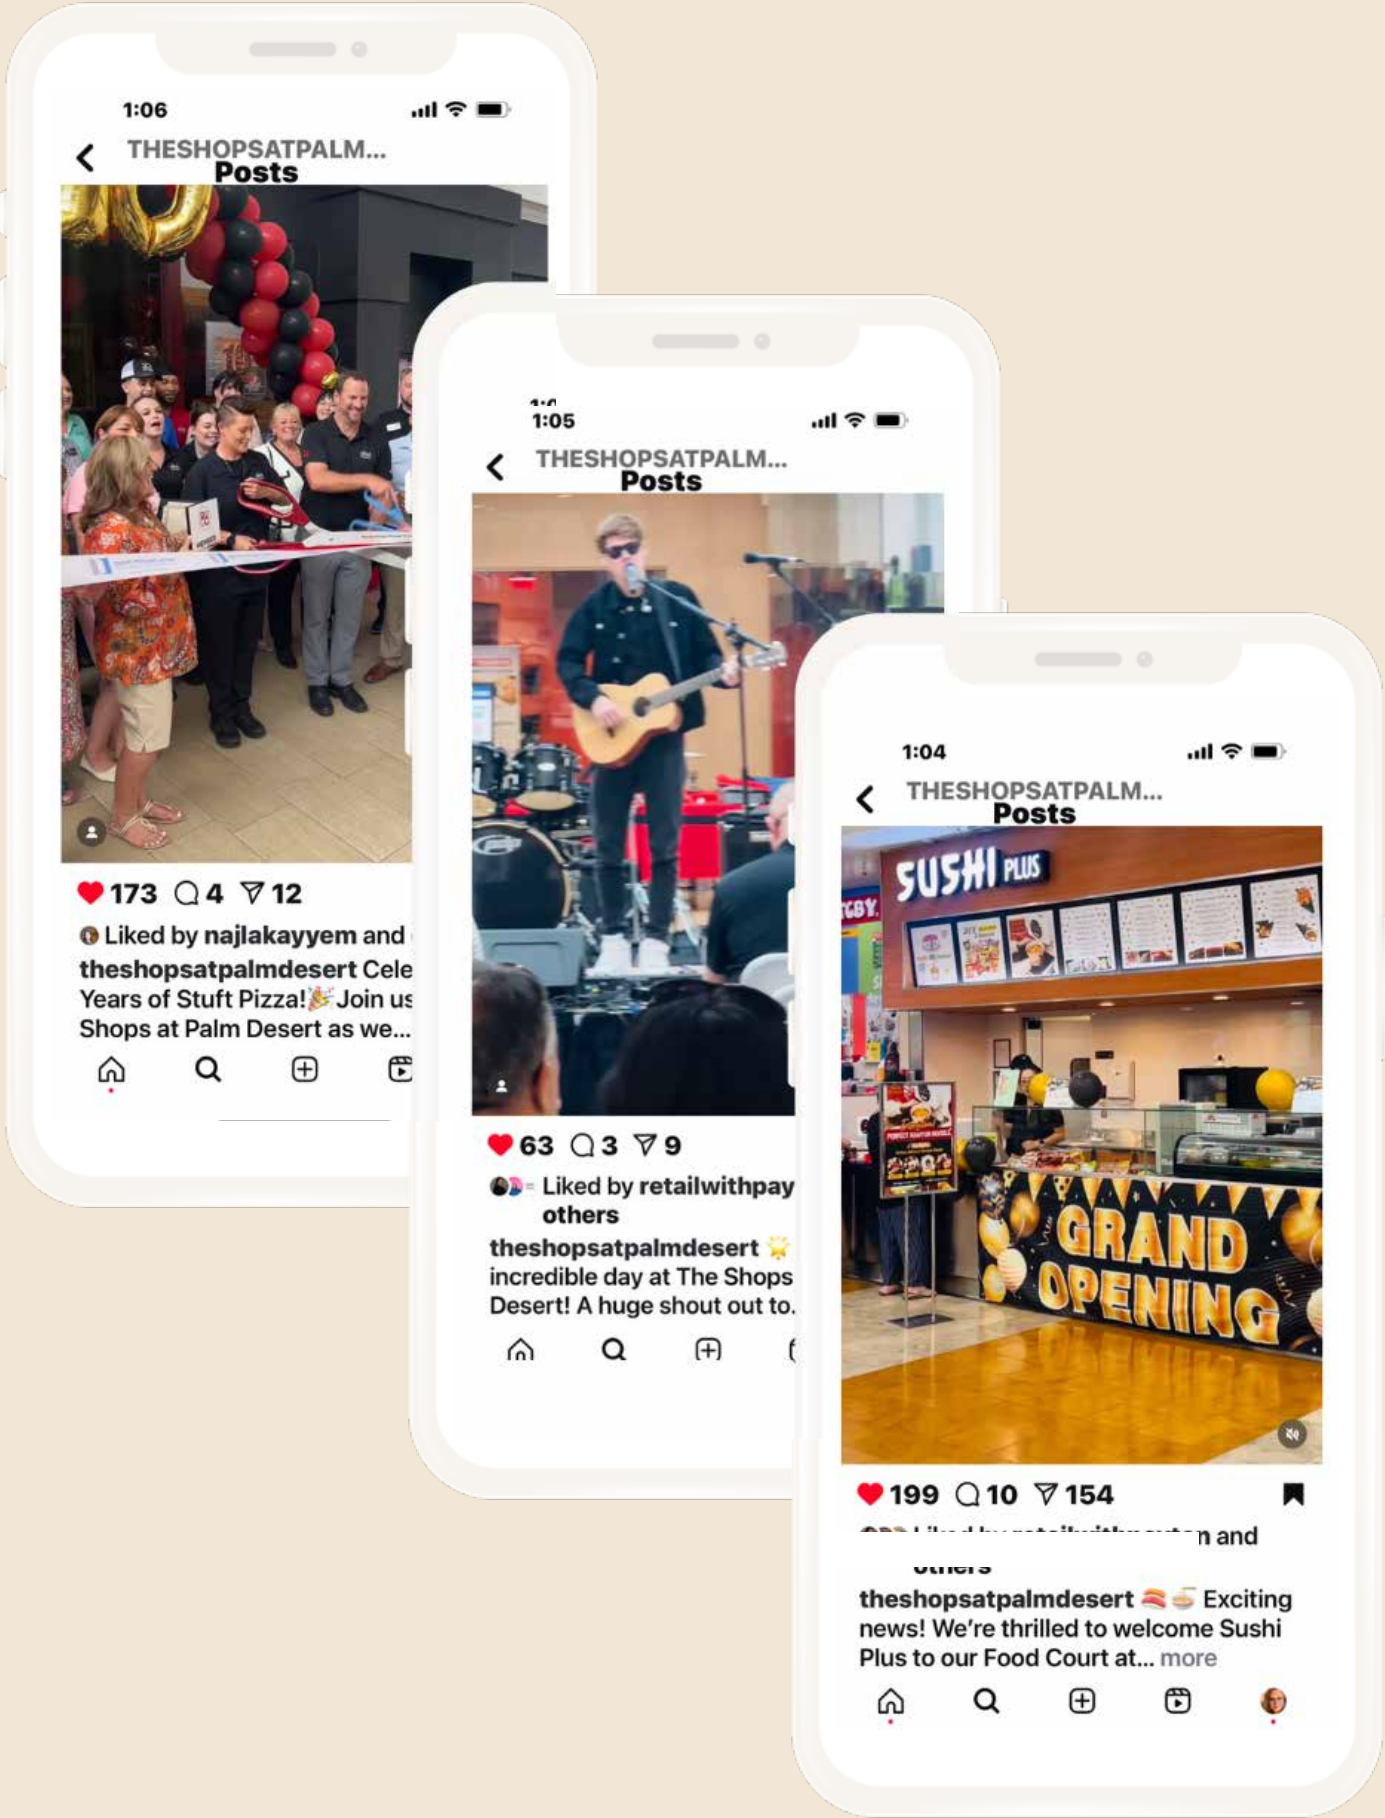 1:06
THESHOPSATPALM...
Posts
173 4 12
Liked by najlakayyem and
theshopsatpalmdesert Cele
Years of Stuft Pizza!🎉Join us
Shops at Palm Desert as we...
1:05
THESHOPSATPALM...
Posts
63 3 9
Liked by retailwithpay
others
theshopsatpalmdesert 🌟
incredible day at The Shops
Desert! A huge shout out to.
1:04
THESHOPSATPALM...
Posts
SUSHI PLUS
GRAND
OPENING
199 10 154
and
others
theshopsatpalmdesert 🍣🍜 Exciting
news! We're thrilled to welcome Sushi
Plus to our Food Court at... more